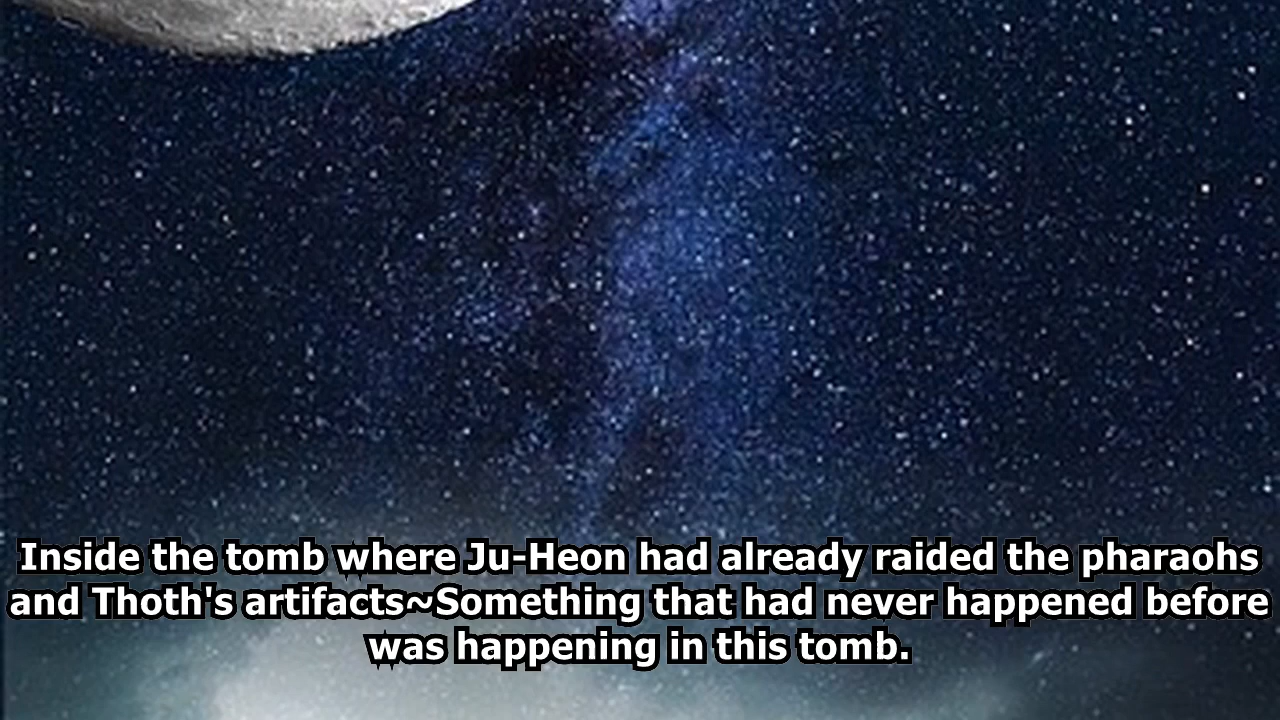 Inside the tomb where Ju-Heon had already raided the pharaohs
and Thoth's artifacts~Something that had never happened before
was happening in this tomb.